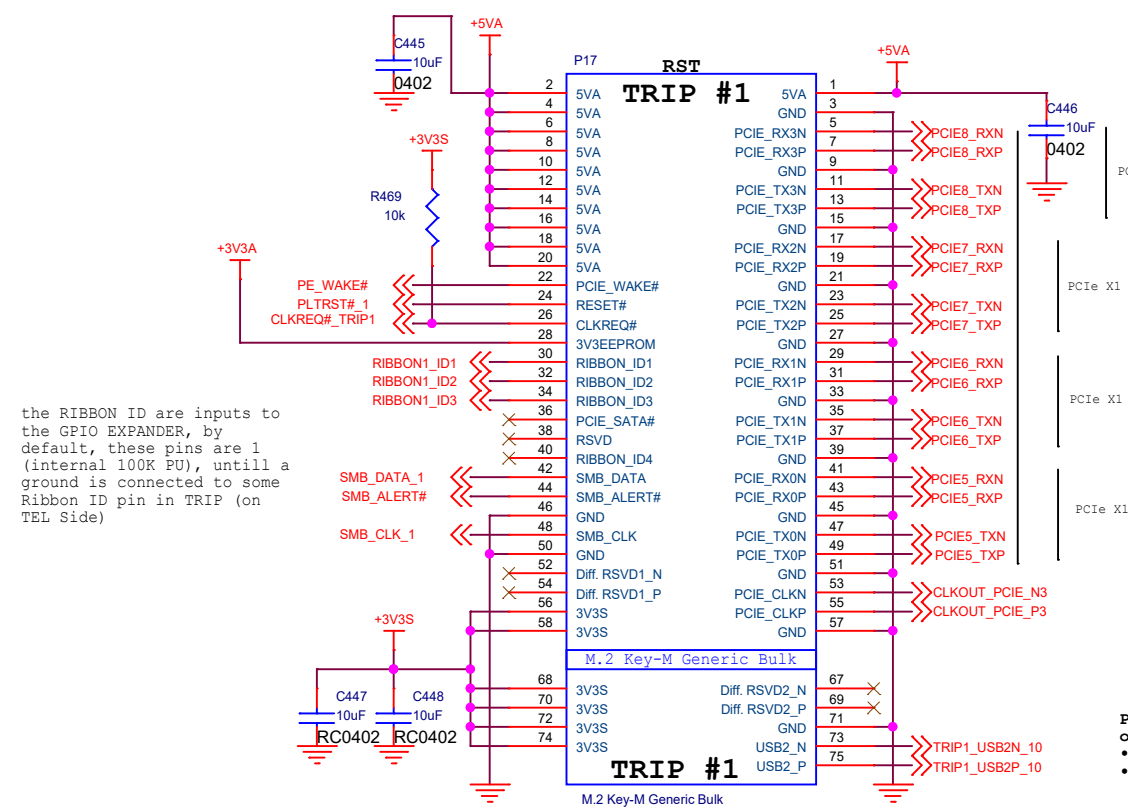 +5VA
C445
10uF
0402
P17
RST
TRIP #1
+5VA
C446
10uF
0402
+3V3S
R469
10k
+3V3A
2 5VA
4 5VA
6 5VA
8 5VA
10 5VA
12 5VA
14 5VA
16 5VA
18 5VA
20 5VA
PE_WAKE# 22 PCIE_WAKE#
PLTRST#_1 24 RESET#
CLKREQ#_TRIP1 26 CLKREQ#
28 3V3EEPROM
RIBBON1_ID1 30 RIBBON_ID1
RIBBON1_ID2 32 RIBBON_ID2
RIBBON1_ID3 34 RIBBON_ID3
36 PCIE_SATA#
38 RSVD
40 RIBBON_ID4
SMB_DATA_1 42 SMB_DATA
SMB_ALERT# 44 SMB_ALERT#
46 GND
SMB_CLK_1 48 SMB_CLK
50 GND
52 Diff. RSVD1_N
54 Diff. RSVD1_P
56 3V3S
58 3V3S
5VA 1
GND 3
PCIE_RX3N 5 PCIE8_RXN
PCIE_RX3P 7 PCIE8_RXP
GND 9
PCIE_TX3N 11 PCIE8_TXN
PCIE_TX3P 13 PCIE8_TXP
GND 15
PCIE_RX2N 17 PCIE7_RXN
PCIE_RX2P 19 PCIE7_RXP
GND 21
PCIE_TX2N 23 PCIE7_TXN
PCIE_TX2P 25 PCIE7_TXP
GND 27
PCIE_RX1N 29 PCIE6_RXN
PCIE_RX1P 31 PCIE6_RXP
GND 33
PCIE_TX1N 35 PCIE6_TXN
PCIE_TX1P 37 PCIE6_TXP
GND 39
PCIE_RX0N 41 PCIE5_RXN
PCIE_RX0P 43 PCIE5_RXP
GND 45
PCIE_TX0N 47 PCIE5_TXN
PCIE_TX0P 49 PCIE5_TXP
GND 51
PCIE_CLKN 53 CLKOUT_PCIE_N3
PCIE_CLKP 55 CLKOUT_PCIE_P3
GND 57
PCIe X1
PCIe X1
PCIe X1
the RIBBON ID are inputs to
the GPIO EXPANDER, by
default, these pins are 1
(internal 100K PU), untill a
ground is connected to some
Ribbon ID pin in TRIP (on
TEL Side)
M.2 Key-M Generic Bulk
+3V3S
C447
10uF
RC0402
C448
10uF
RC0402
68 3V3S
70 3V3S
72 3V3S
74 3V3S
Diff. RSVD2_N 67
Diff. RSVD2_P 69
GND 71
USB2_N 73 TRIP1_USB2N_10
USB2_P 75 TRIP1_USB2P_10
TRIP #1
M.2 Key-M Generic Bulk